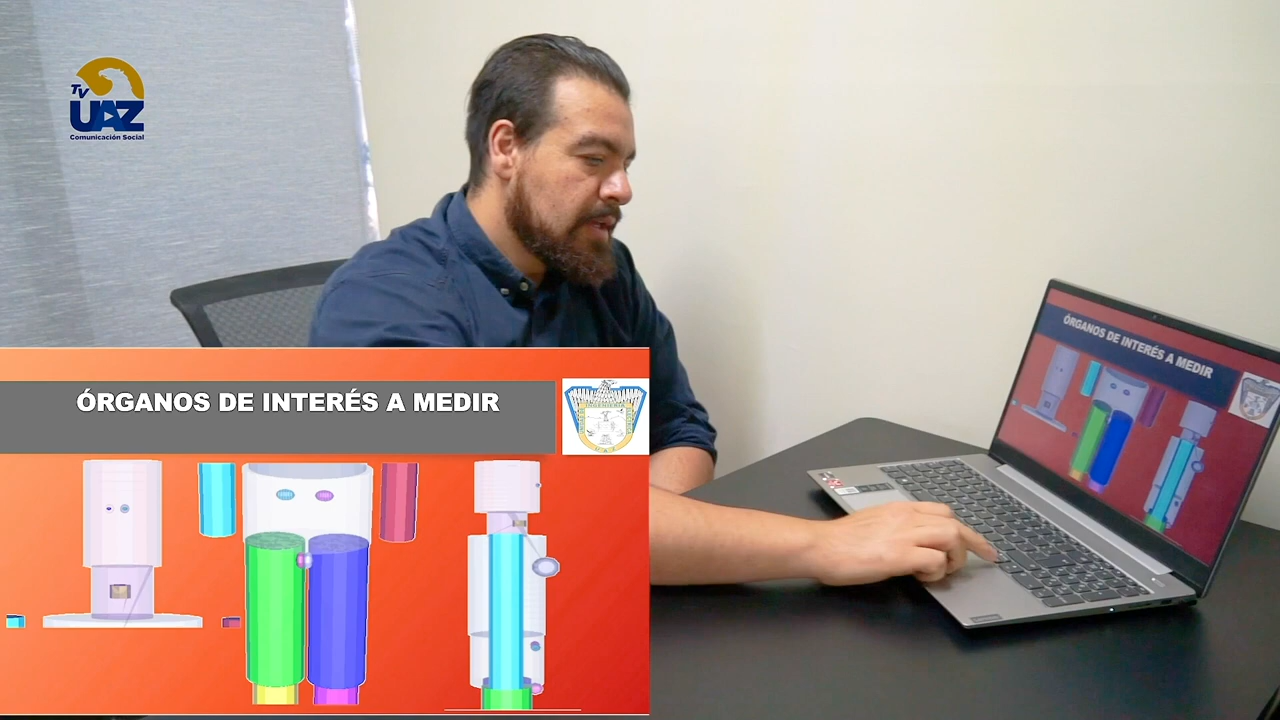 TV
UAZ
Comunicación Social
ÓRGANOS DE INTERÉS A MEDIR
ÓRGANOS DE INTERÉS A MEDIR